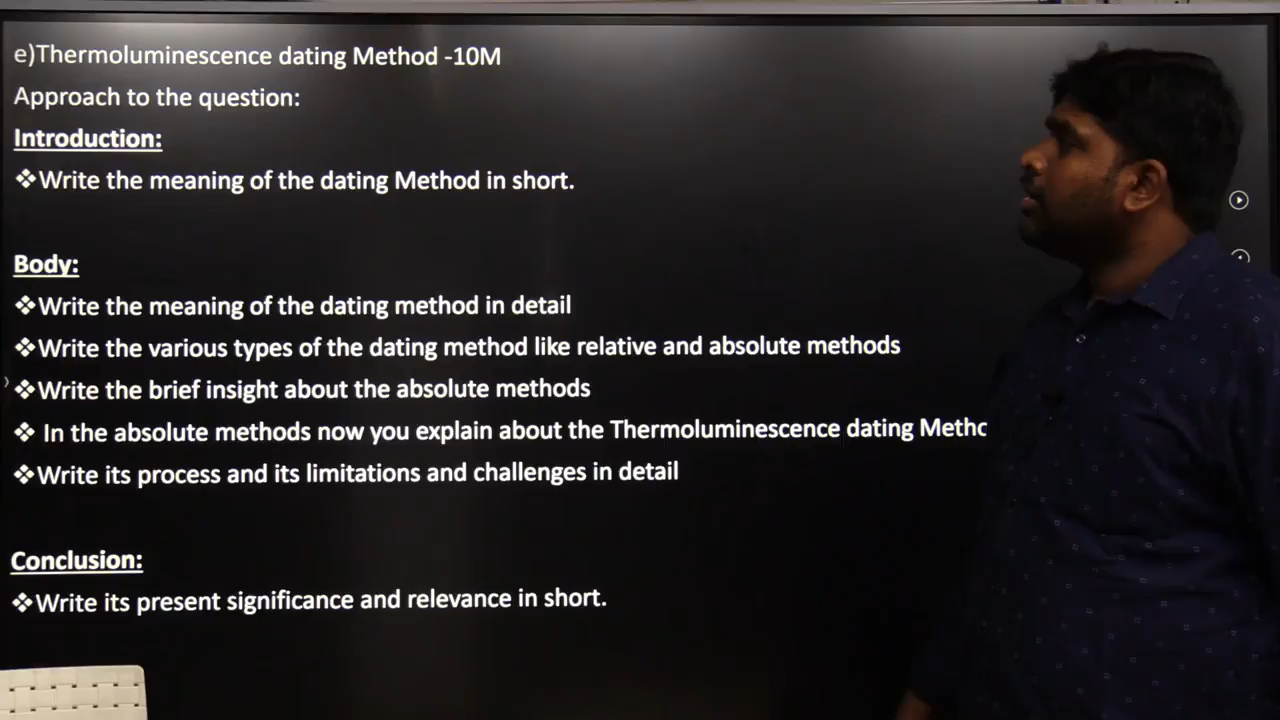 e)Thermoluminescence dating Method -10M
Approach to the question:
Introduction:
❖Write the meaning of the dating Method in short.
Body:
❖Write the meaning of the dating method in detail
❖Write the various types of the dating method like relative and absolute methods
❖Write the brief insight about the absolute methods
❖ In the absolute methods now you explain about the Thermoluminescence dating
❖Write its process and its limitations and challenges in detail
Conclusion:
❖Write its present significance and relevance in short.